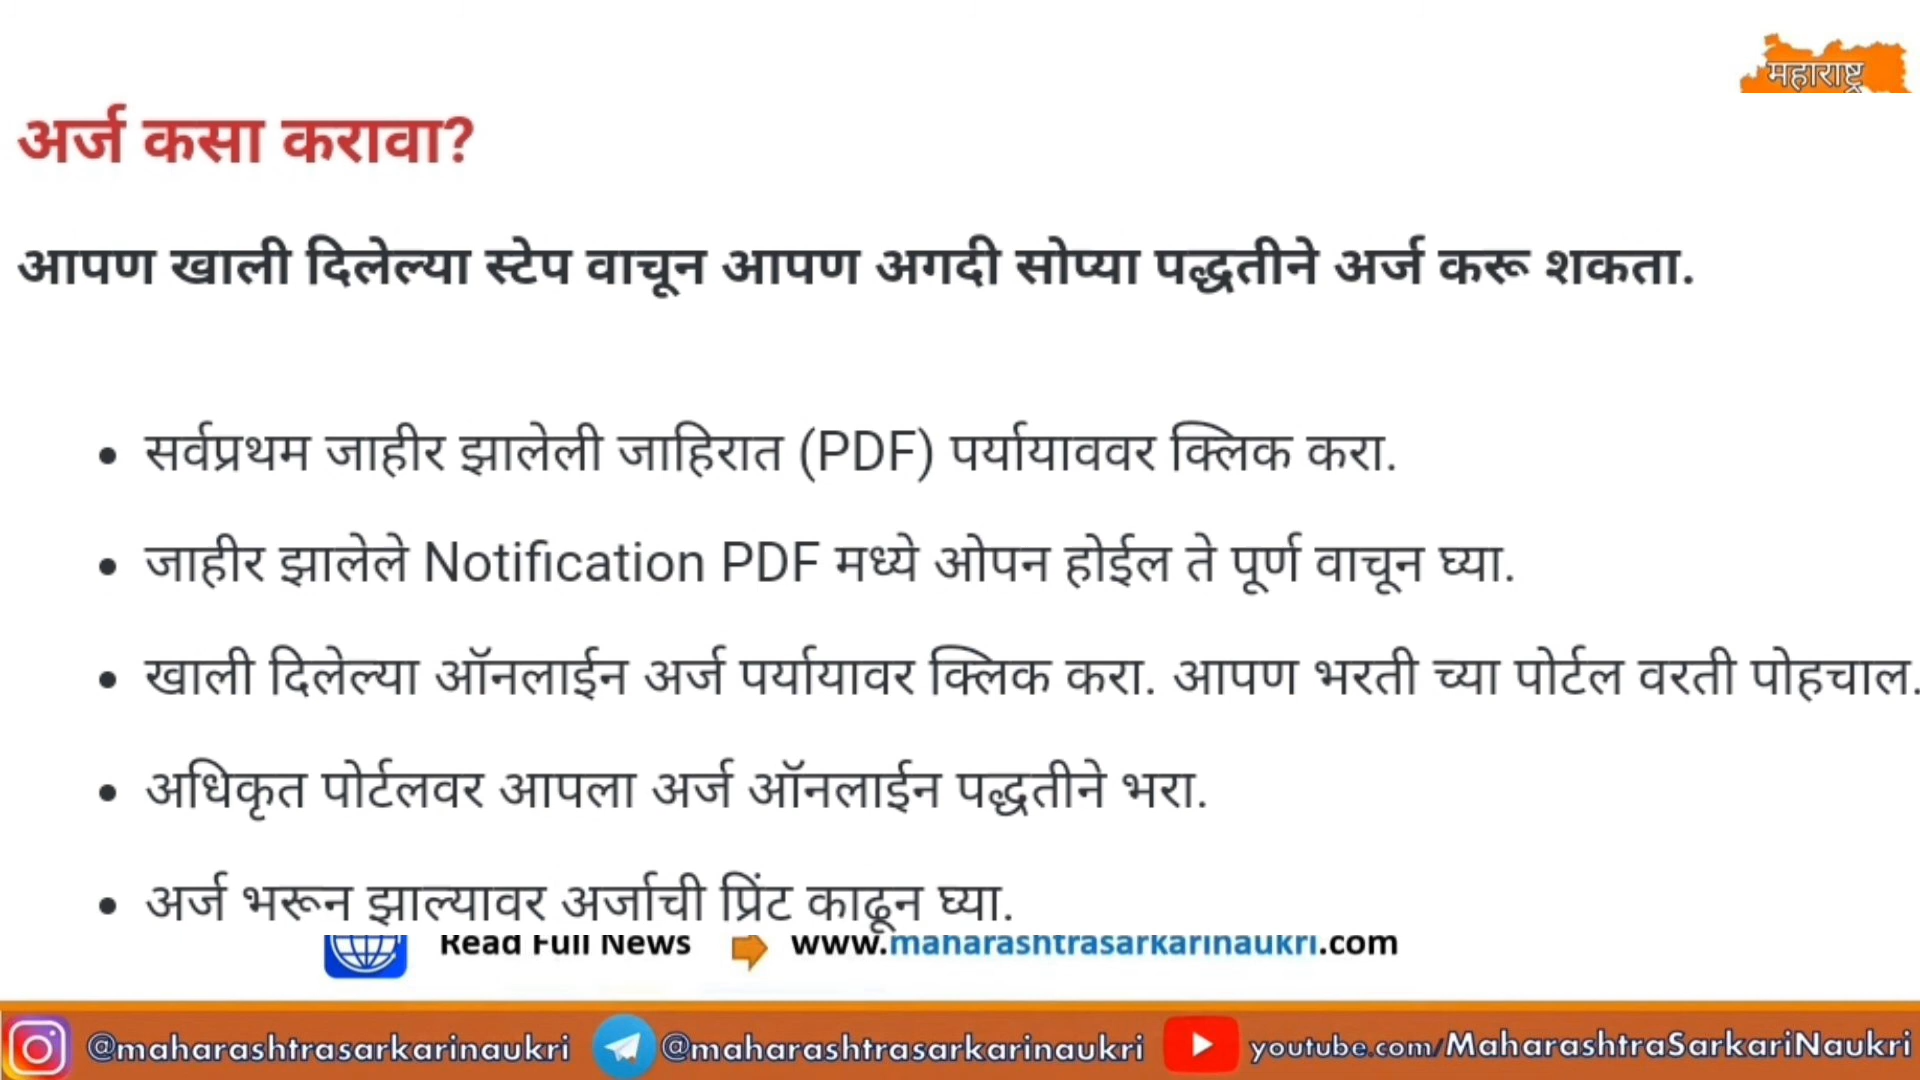 महाराष्ट्र
अर्ज कसा करावा?
आपण खाली दिलेल्या स्टेप वाचून आपण अगदी सोप्या पद्धतीने अर्ज करू शकता.
• सर्वप्रथम जाहीर झालेली जाहिरात (PDF) पर्यायाववर क्लिक करा.
• जाहीर झालेले Notification PDF मध्ये ओपन होईल ते पूर्ण वाचून घ्या.
• खाली दिलेल्या ऑनलाईन अर्ज पर्यायावर क्लिक करा. आपण भरती च्या पोर्टल वरती पोहचाल.
• अधिकृत पोर्टलवर आपला अर्ज ऑनलाईन पद्धतीने भरा.
• अर्ज भरून झाल्यावर अर्जाची प्रिंट काढून घ्या.
Read Full News www.maharashtrasarkarinaukri.com
@maharashtrasarkarinaukri @maharashtrasarkarinaukri youtube.com/MaharashtraSarkariNaukri